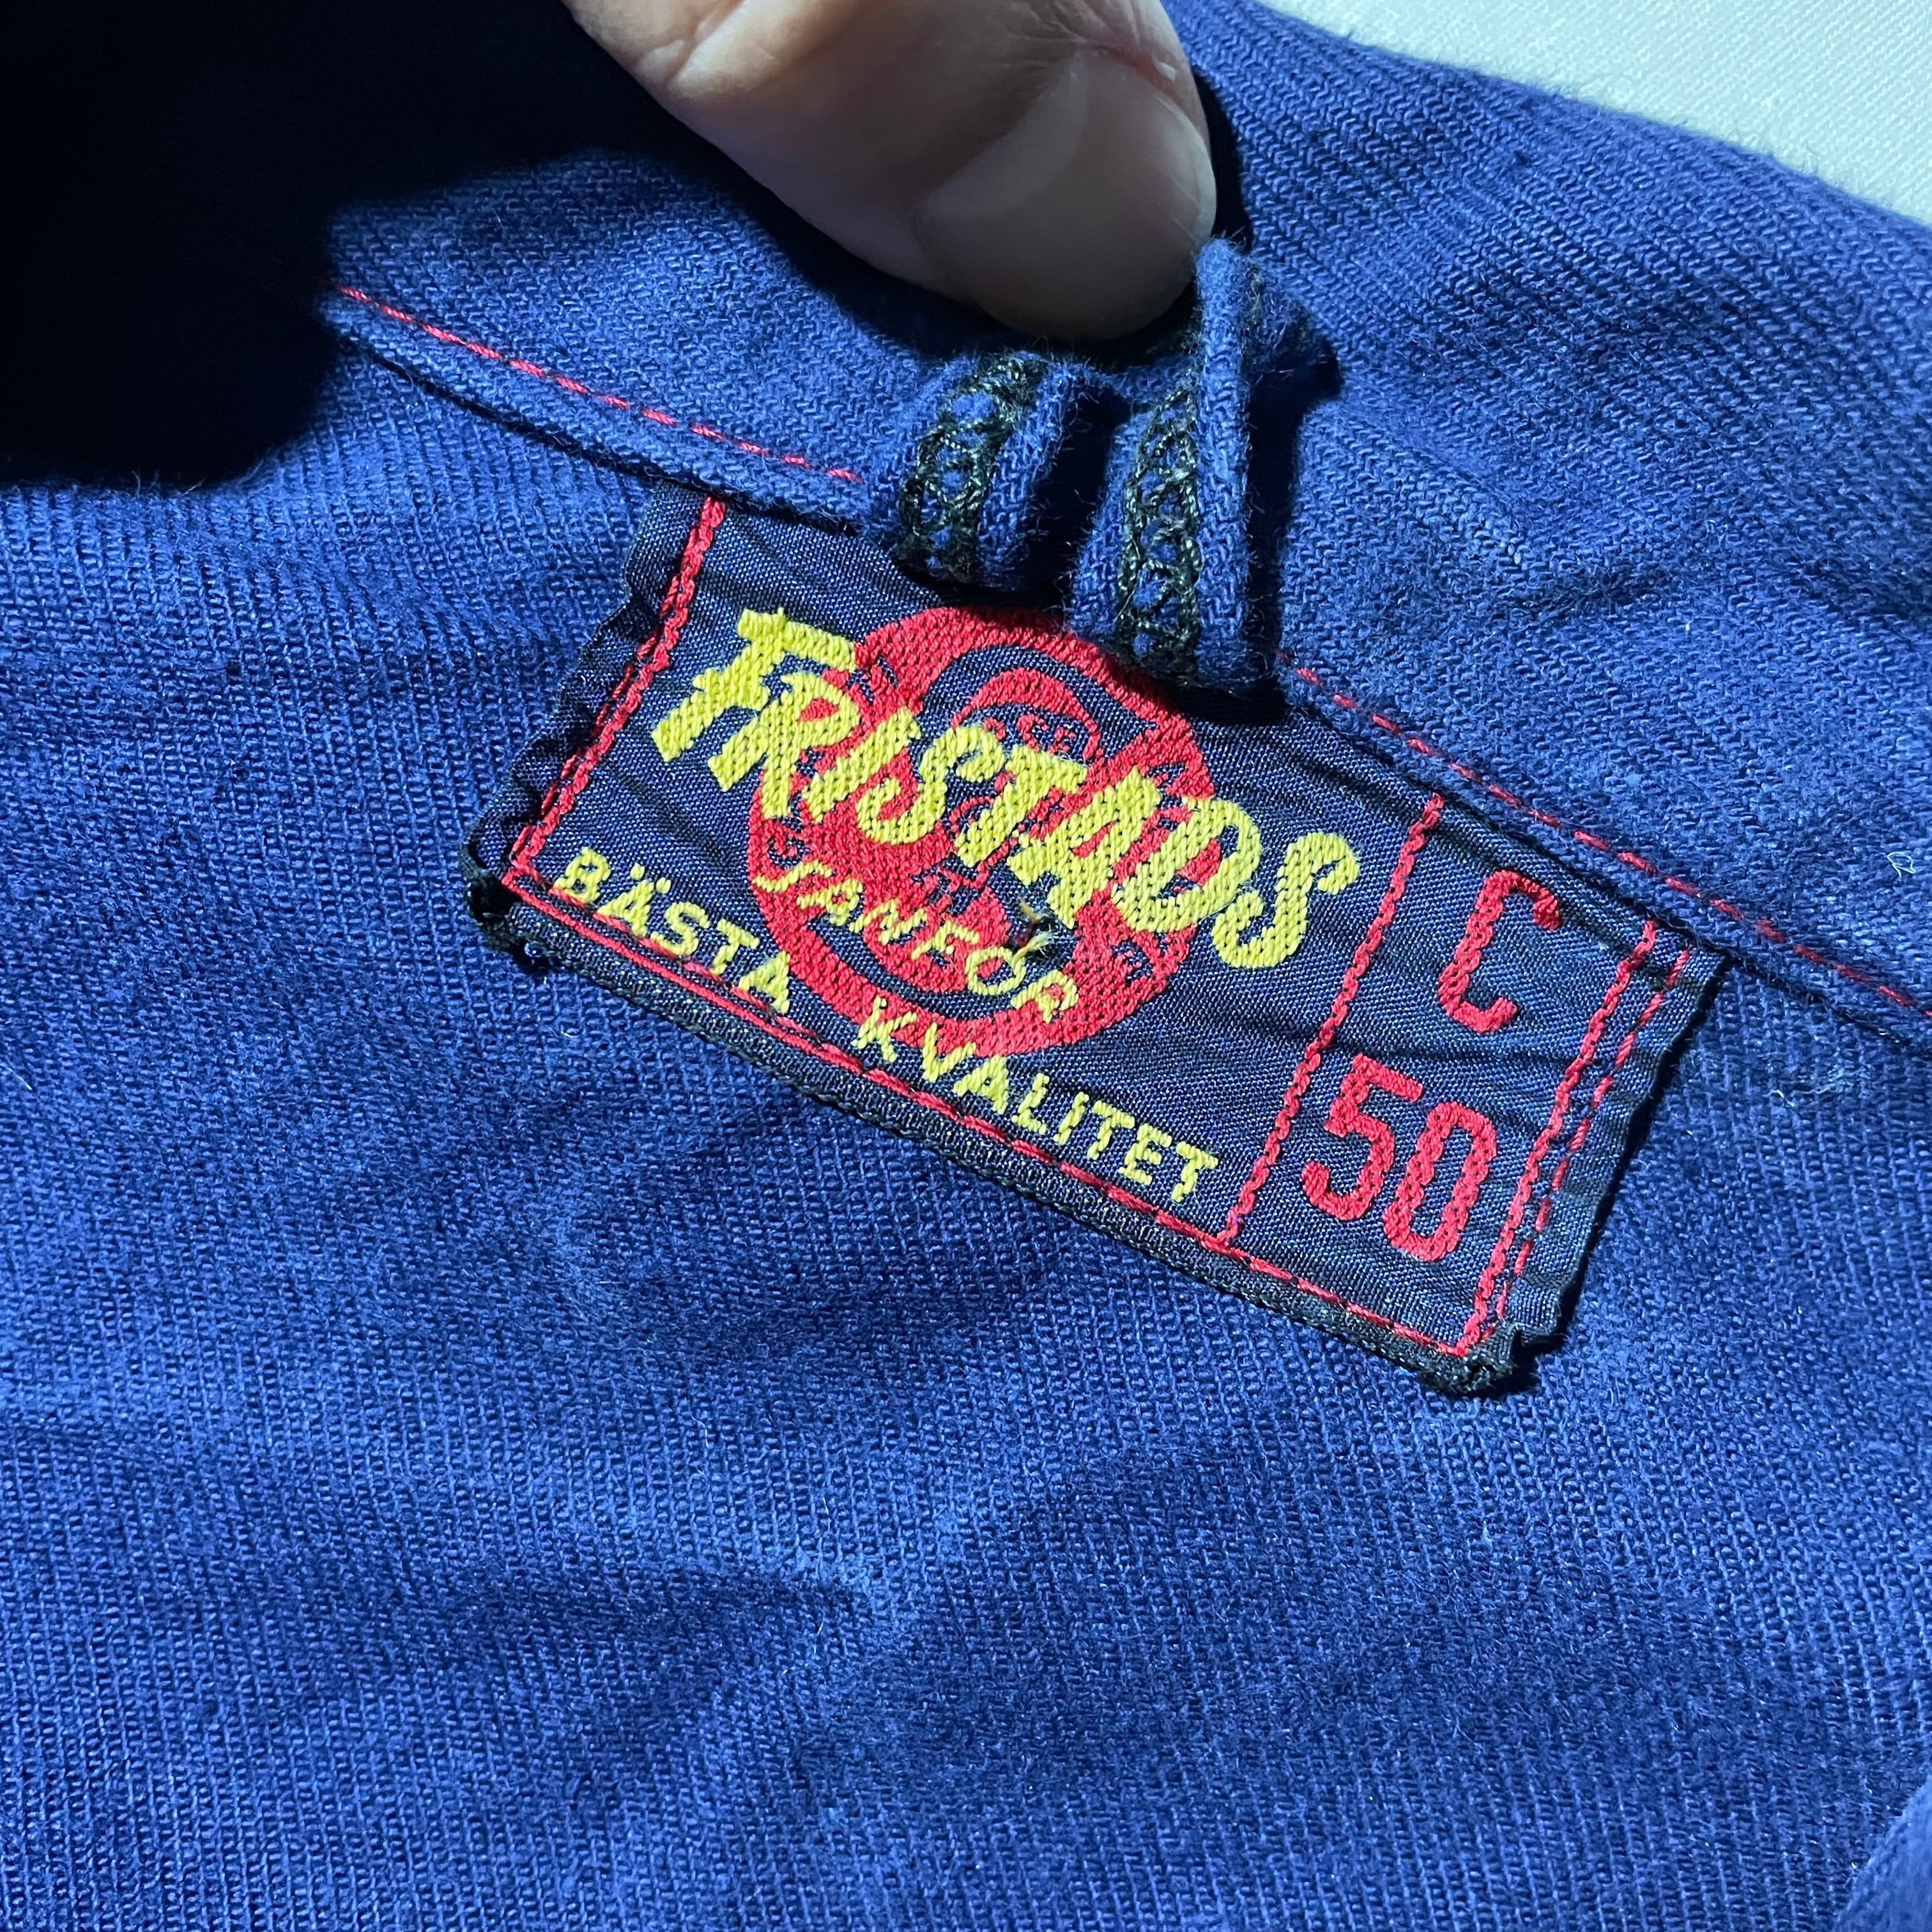 FRISTADS
SANFOR
BÄSTA KVALITET
C
50